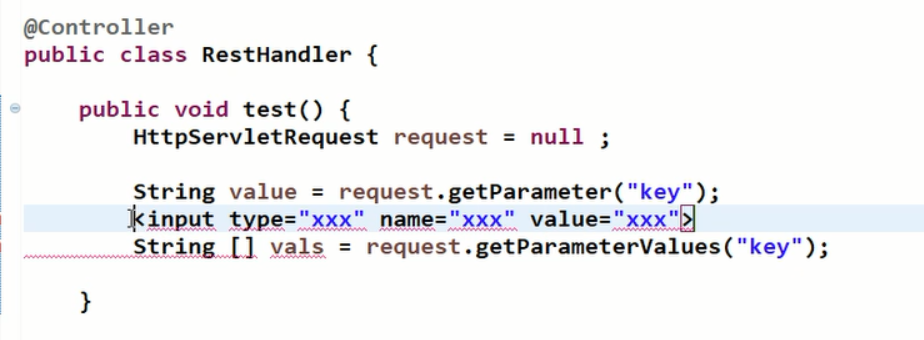 @Controller
public class RestHandler {
public void test() {
HttpServletRequest request = null ;
String value = request.getParameter("key");
<input type="xxx" name="xxx" value="xxx">
String [] vals = request.getParameterValues("key");
}